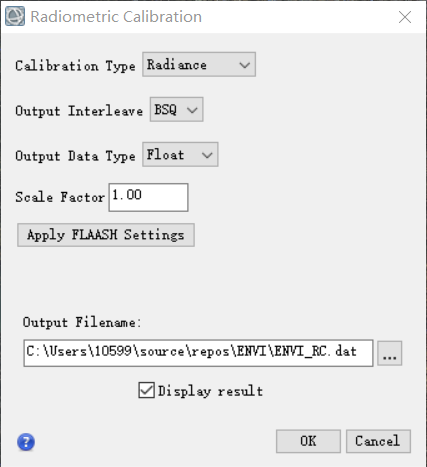 Radiometric Calibration
Calibration Type Radiance
Output Interleave BSQ
Output Data Type Float
Scale Factor 1.00
Apply FLAASH Settings
Output Filename:
C:\Users\10599\source\repos\ENVI\ENVI_RC.dat ...
Display result
? OK Cancel